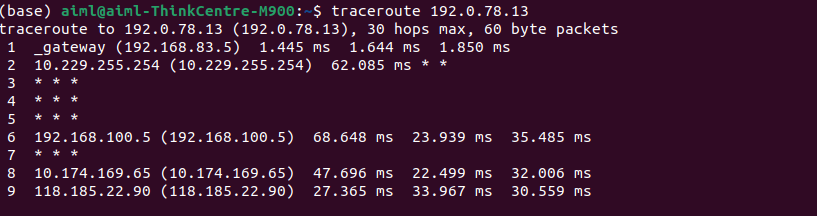 (base) aiml@aiml-ThinkCentre-M900:~$ traceroute 192.0.78.13
traceroute to 192.0.78.13 (192.0.78.13), 30 hops max, 60 byte packets
 1  _gateway (192.168.83.5)  1.445 ms  1.644 ms  1.850 ms
 2  10.229.255.254 (10.229.255.254)  62.085 ms * *
 3  * * *
 4  * * *
 5  * * *
 6  192.168.100.5 (192.168.100.5)  68.648 ms  23.939 ms  35.485 ms
 7  * * *
 8  10.174.169.65 (10.174.169.65)  47.696 ms  22.499 ms  32.006 ms
 9  118.185.22.90 (118.185.22.90)  27.365 ms  33.967 ms  30.559 ms